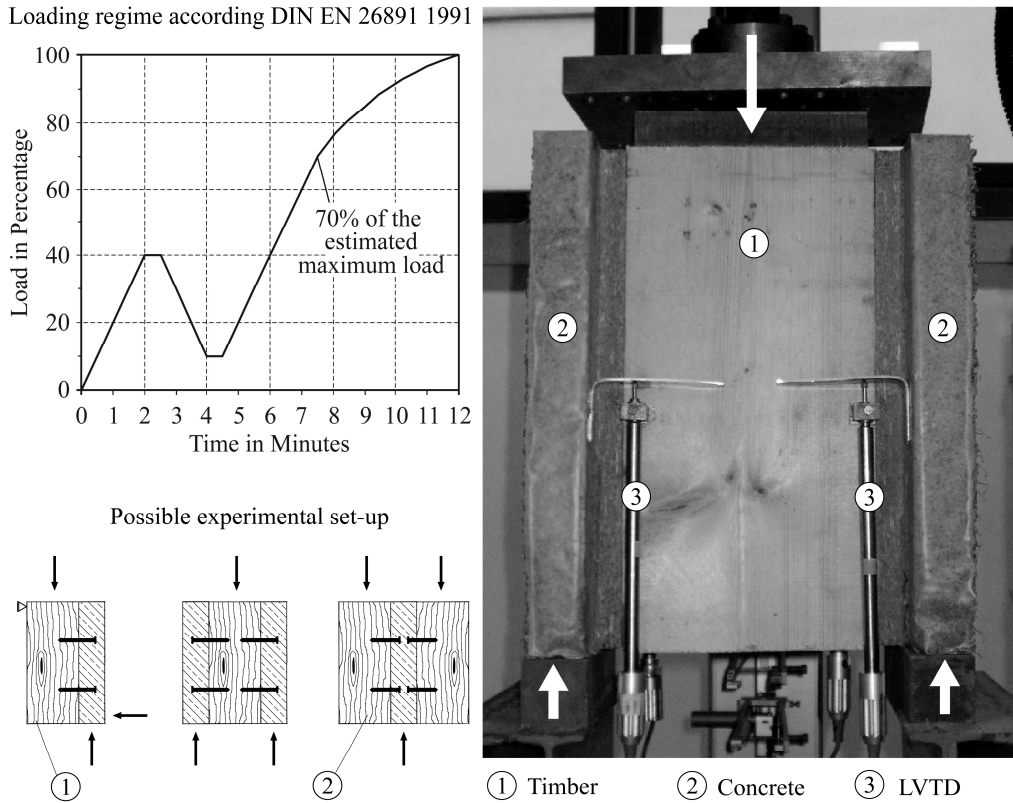 Loading regime according DIN EN 26891 1991
100
80
60
40
20
0
Load in Percentage
70% of the
estimated
maximum load
0 1 2 3 4 5 6 7 8 9 10 11 12
Time in Minutes
Possible experimental set-up
1
2
1
2
2
3
3
1 Timber
2 Concrete
3 LVTD